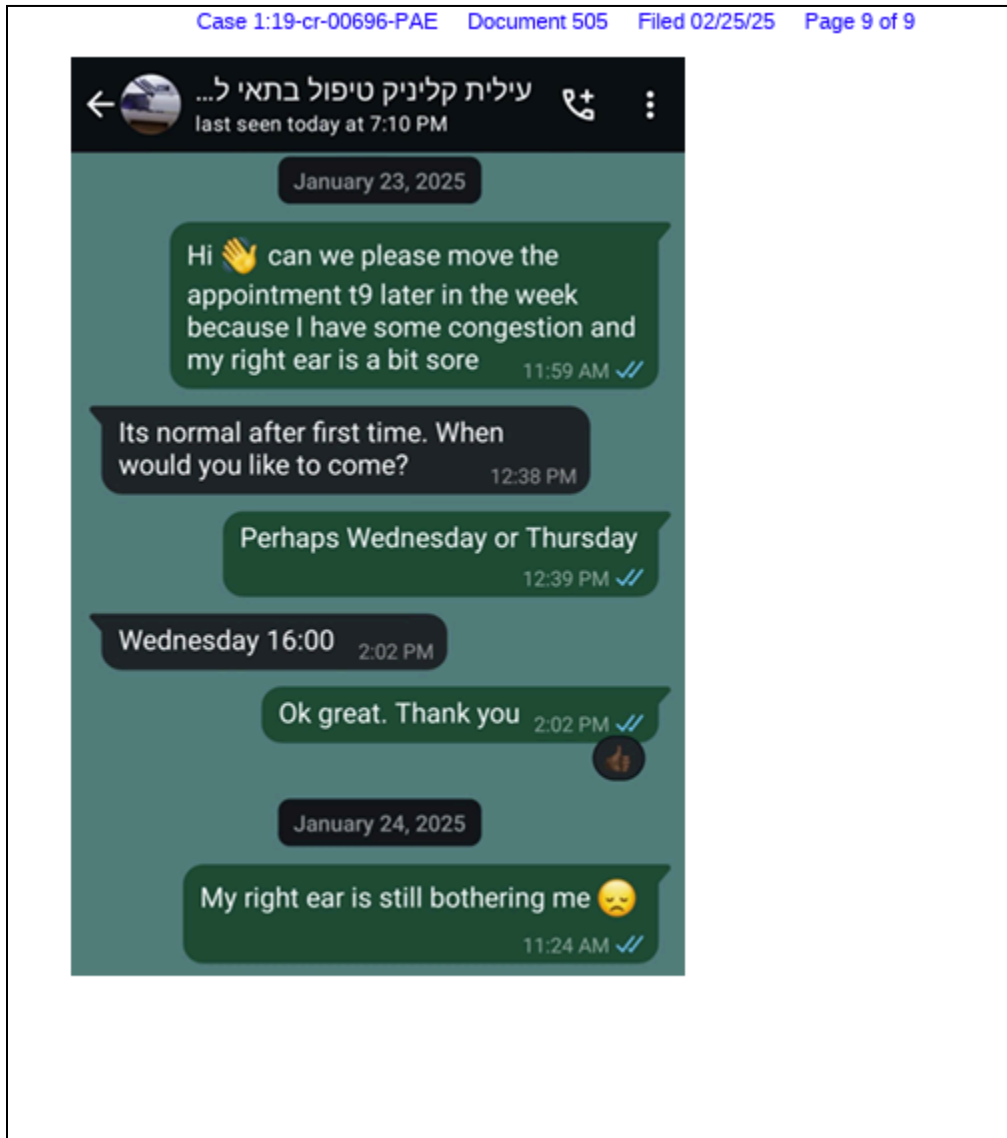 Case 1:19-cr-00696-PAE Document 505 Filed 02/25/25 Page 9 of 9
עילית קליניק טיפול בתאי ל...
last seen today at 7:10 PM
January 23, 2025
Hi 👋 can we please move the
appointment t9 later in the week
because I have some congestion and
my right ear is a bit sore 11:59 AM
Its normal after first time. When
would you like to come? 12:38 PM
Perhaps Wednesday or Thursday
12:39 PM
Wednesday 16:00 2:02 PM
Ok great. Thank you 2:02 PM
January 24, 2025
My right ear is still bothering me 😞
11:24 AM